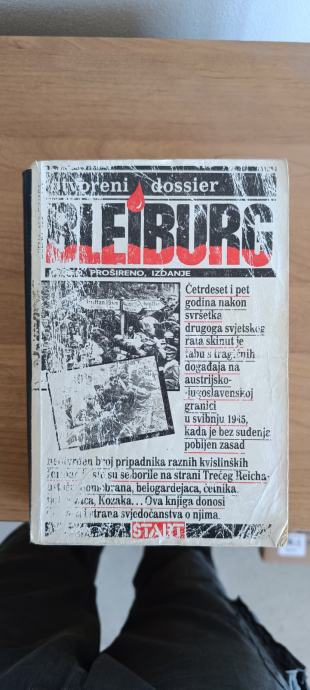 otvoreni dossier
BLEIBURG
PROŠIRENO, IZDANJE
Četrdeset i pet
godina nakon
svršetka
drugoga svjetskog
rata skinut je
tabu s tragičnih
događaja na
austrijsko-
jugoslavenskoj
granici
u svibnju 1945,
kada je bez suđenja
pobijen zasad
broj pripadnika raznih kvislinških
su se borile na strani Trećeg Reicha
belogardejaca, četnika,
Kozaka... Ova knjiga donosi
strana svjedočanstva o njima.
START